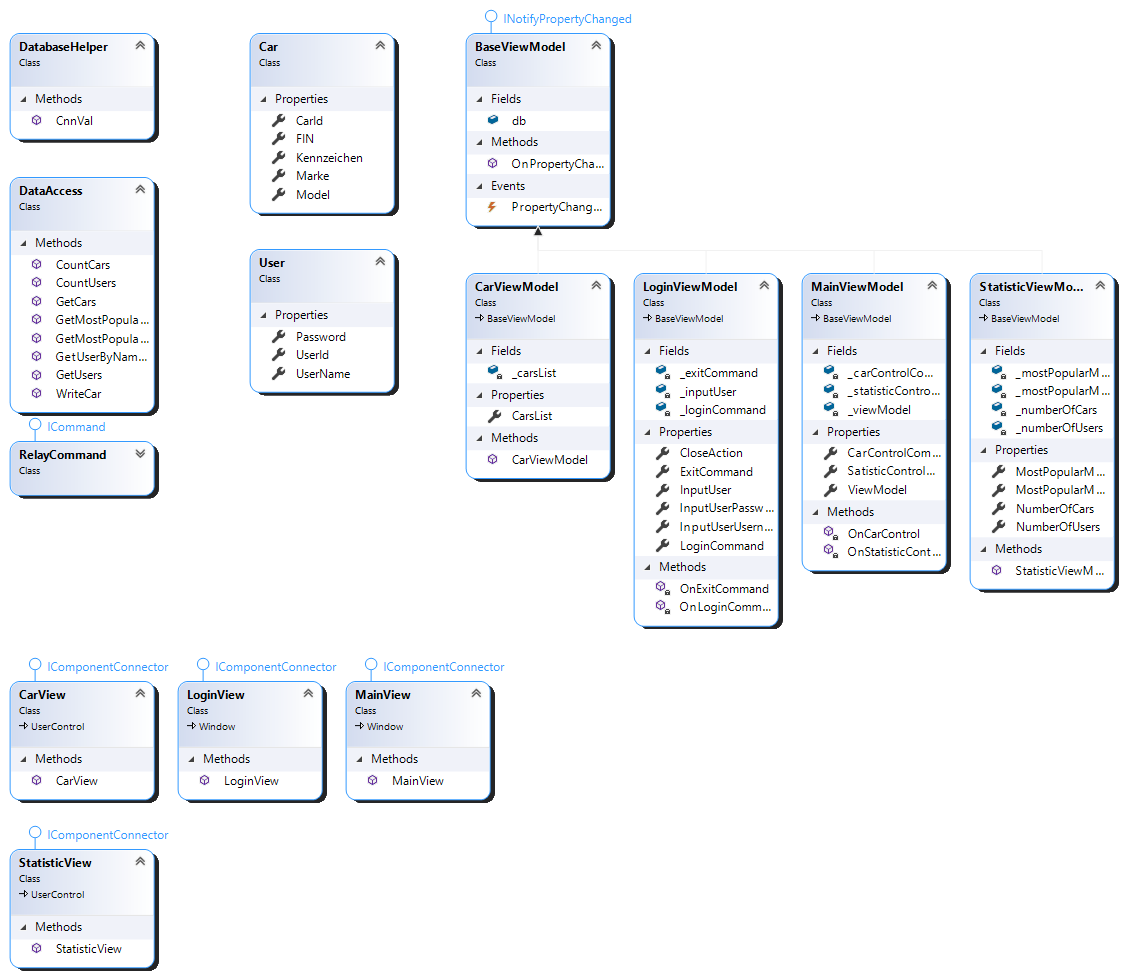 DatabaseHelper
Class
Methods
CnnVal
DataAccess
Class
Methods
CountCars
CountUsers
GetCars
GetMostPopula...
GetMostPopula...
GetUserByNam...
GetUsers
WriteCar
ICommand
RelayCommand
Class
Car
Class
Properties
CarId
FIN
Kennzeichen
Marke
Model
User
Class
Properties
Password
UserId
UserName
INotifyPropertyChanged
BaseViewModel
Class
Fields
db
Methods
OnPropertyCha...
Events
PropertyChang...
CarViewModel
Class
BaseViewModel
Fields
_carsList
Properties
CarsList
Methods
CarViewModel
LoginViewModel
Class
BaseViewModel
Fields
_exitCommand
_inputUser
_loginCommand
Properties
CloseAction
ExitCommand
InputUser
InputUserPassw...
InputUserUsern...
LoginCommand
Methods
OnExitCommand
OnLoginComm...
MainViewModel
Class
BaseViewModel
Fields
_carControlCo...
_statisticContro...
_viewModel
Properties
CarControlCom...
SatisticControl...
ViewModel
Methods
OnCarControl
OnStatisticCont...
StatisticViewMo...
Class
BaseViewModel
Fields
_mostPopularM...
_mostPopularM...
_numberOfCars
_numberOfUsers
Properties
MostPopularM...
MostPopularM...
NumberOfCars
NumberOfUsers
Methods
StatisticViewM...
IComponentConnector
CarView
Class
UserControl
Methods
CarView
IComponentConnector
LoginView
Class
Window
Methods
LoginView
IComponentConnector
MainView
Class
Window
Methods
MainView
IComponentConnector
StatisticView
Class
UserControl
Methods
StatisticView